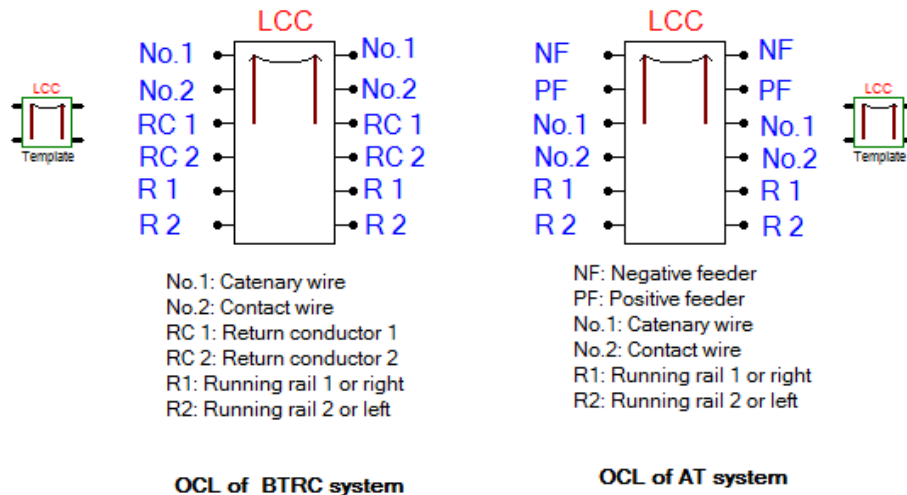 LCC
LCC
No.1
No.1
NF
NF
No.2
No.2
PF
PF
LCC
Template
RC 1
RC 1
No.1
No.1
LCC
Template
RC 2
RC 2
No.2
No.2
R 1
R 1
R 1
R 1
R 2
R 2
R 2
R 2
No.1: Catenary wire
No.2: Contact wire
RC 1: Return conductor 1
RC 2: Return conductor 2
R1: Running rail 1 or right
R2: Running rail 2 or left
NF: Negative feeder
PF: Positive feeder
No.1: Catenary wire
No.2: Contact wire
R1: Running rail 1 or right
R2: Running rail 2 or left
OCL of BTRC system
OCL of AT system